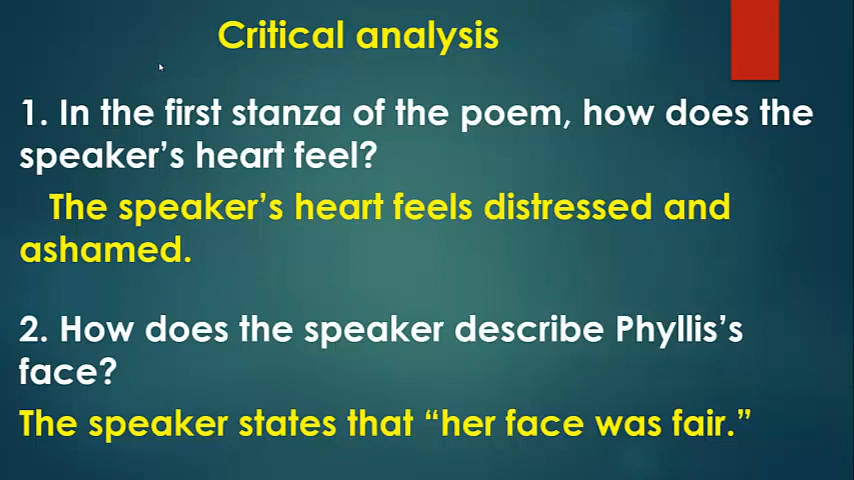 Critical analysis
1. In the first stanza of the poem, how does the
speaker’s heart feel?
The speaker’s heart feels distressed and
ashamed.
2. How does the speaker describe Phyllis’s
face?
The speaker states that “her face was fair.”